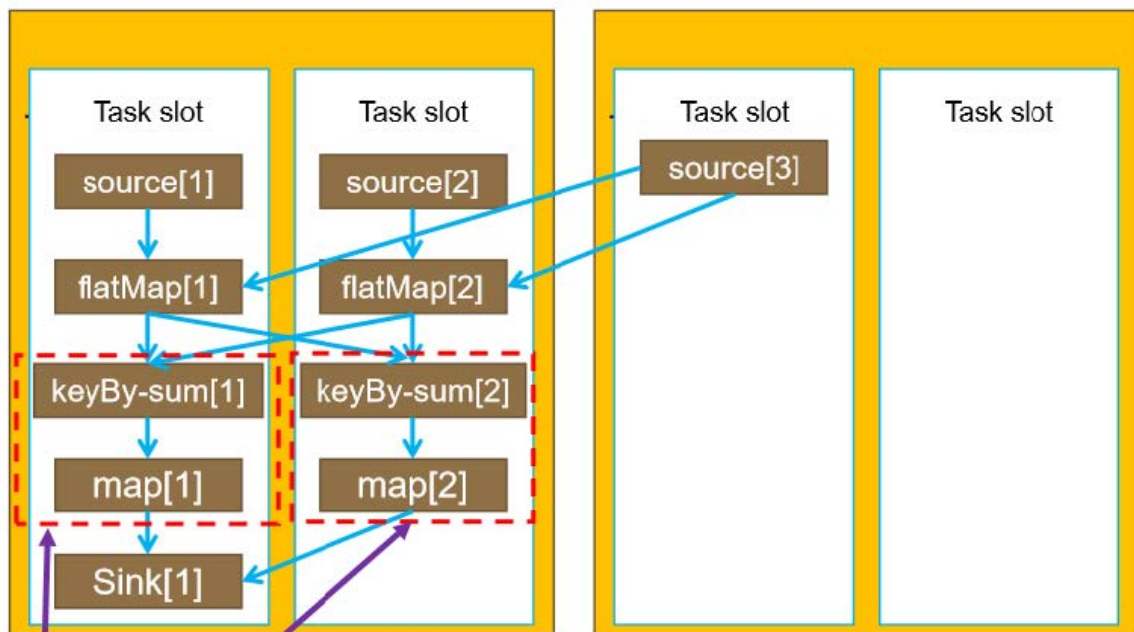 Task slot
Task slot
Task slot
Task slot
source[1]
source[2]
source[3]
flatMap[1]
flatMap[2]
keyBy-sum[1]
keyBy-sum[2]
map[1]
map[2]
Sink[1]